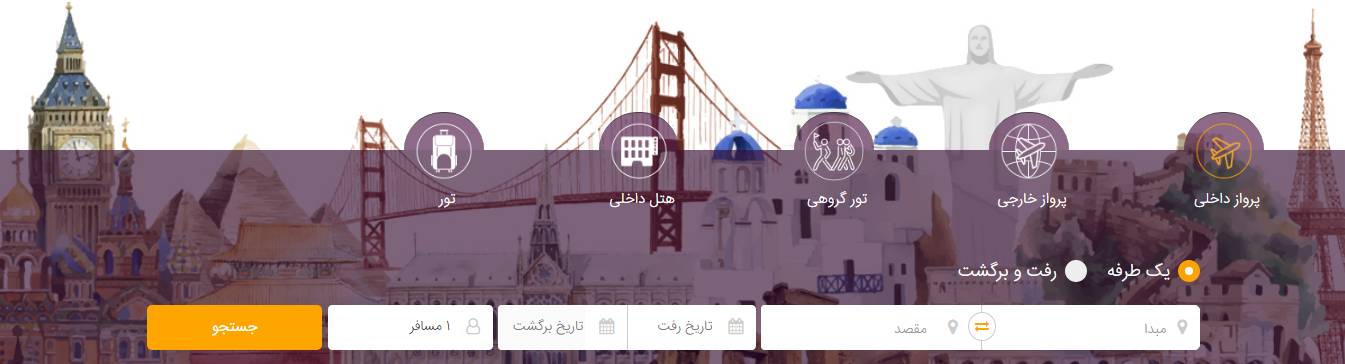 پرواز داخلی
پرواز خارجی
تور گروهی
هتل داخلی
تور
یک طرفه
رفت و برگشت
مبدا
مقصد
تاریخ رفت
تاریخ برگشت
۱ مسافر
جستجو